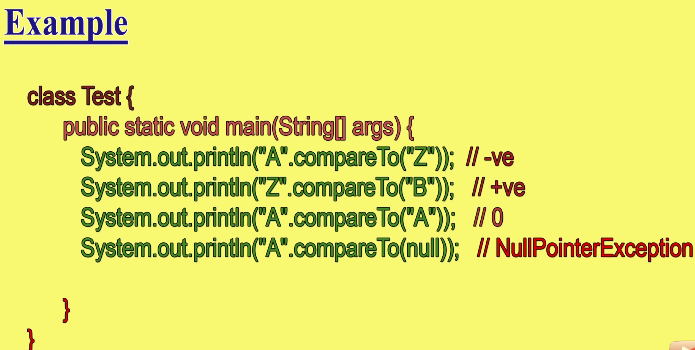 Example
class Test {
public static void main(String[] args) {
System.out.println("A".compareTo("Z")); // -ve
System.out.println("Z".compareTo("B")); // +ve
System.out.println("A".compareTo("A")); // 0
System.out.println("A".compareTo(null)); // NullPointerException
}
}